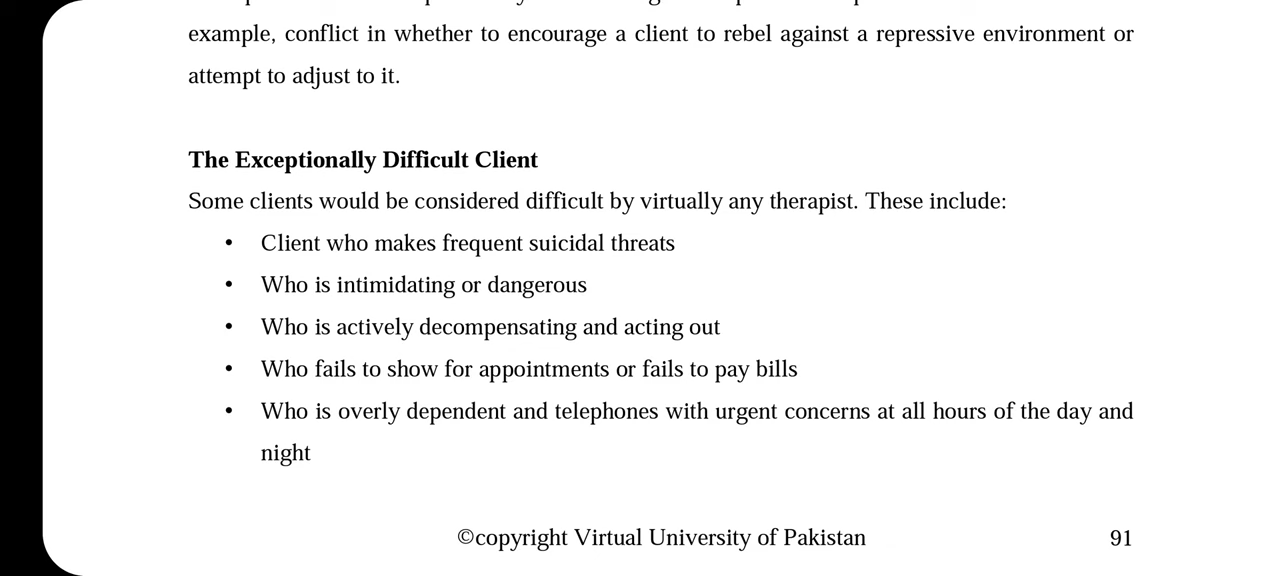 example, conflict in whether to encourage a client to rebel against a repressive environment or
attempt to adjust to it.
The Exceptionally Difficult Client
Some clients would be considered difficult by virtually any therapist. These include:
• Client who makes frequent suicidal threats
• Who is intimidating or dangerous
• Who is actively decompensating and acting out
• Who fails to show for appointments or fails to pay bills
• Who is overly dependent and telephones with urgent concerns at all hours of the day and
night
©copyright Virtual University of Pakistan 91